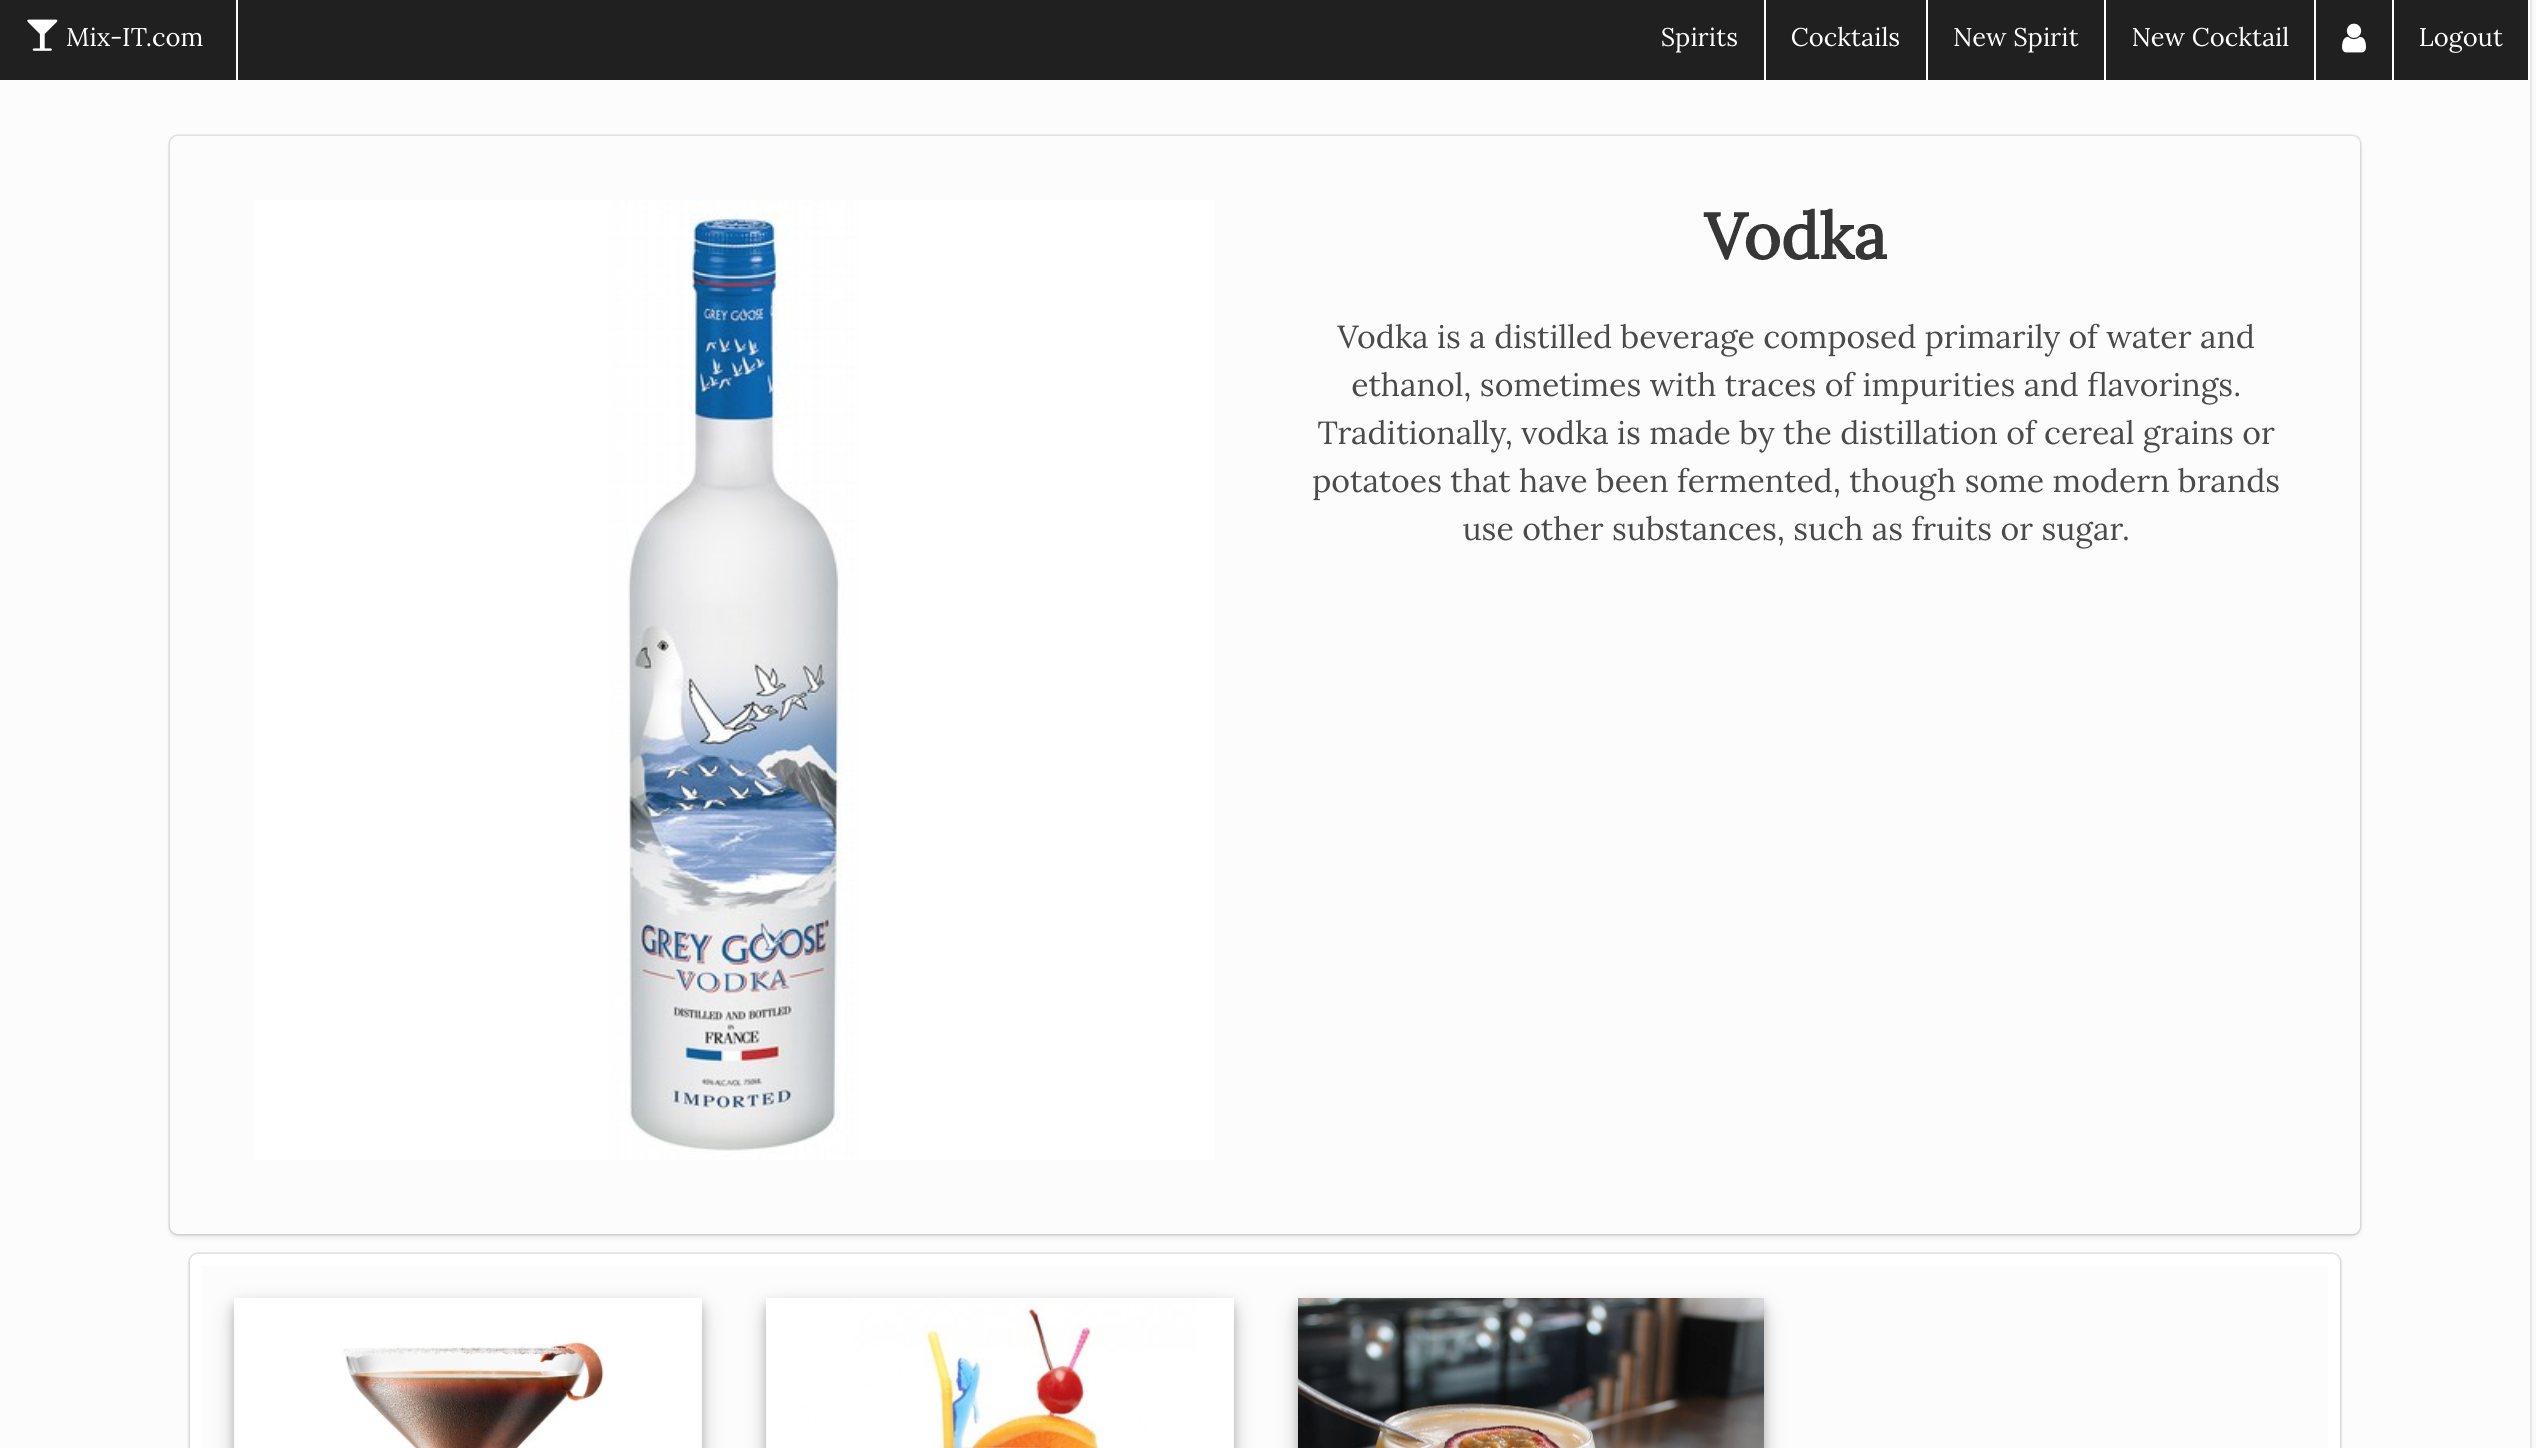 Mix-IT.com
Spirits
Cocktails
New Spirit
New Cocktail
Logout
Vodka
Vodka is a distilled beverage composed primarily of water and
ethanol, sometimes with traces of impurities and flavorings.
Traditionally, vodka is made by the distillation of cereal grains or
potatoes that have been fermented, though some modern brands
use other substances, such as fruits or sugar.
GREY GOOSE
GREY GOOSE
VODKA
DISTILLED AND BOTTLED
IN
FRANCE
40% ALC./VOL. 750ML
IMPORTED